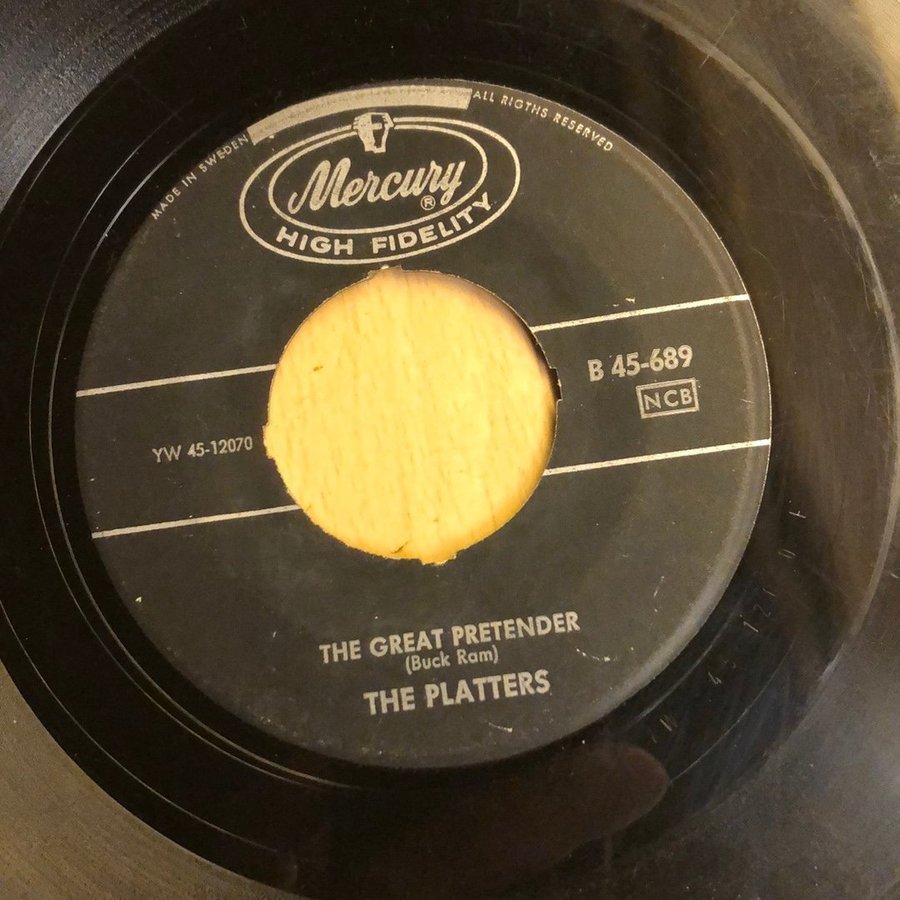 MADE IN SWEDEN
ALL RIGTHS RESERVED
Mercury ®
HIGH FIDELITY
B 45-689
NCB
YW 45-12070
THE GREAT PRETENDER
(Buck Ram)
THE PLATTERS